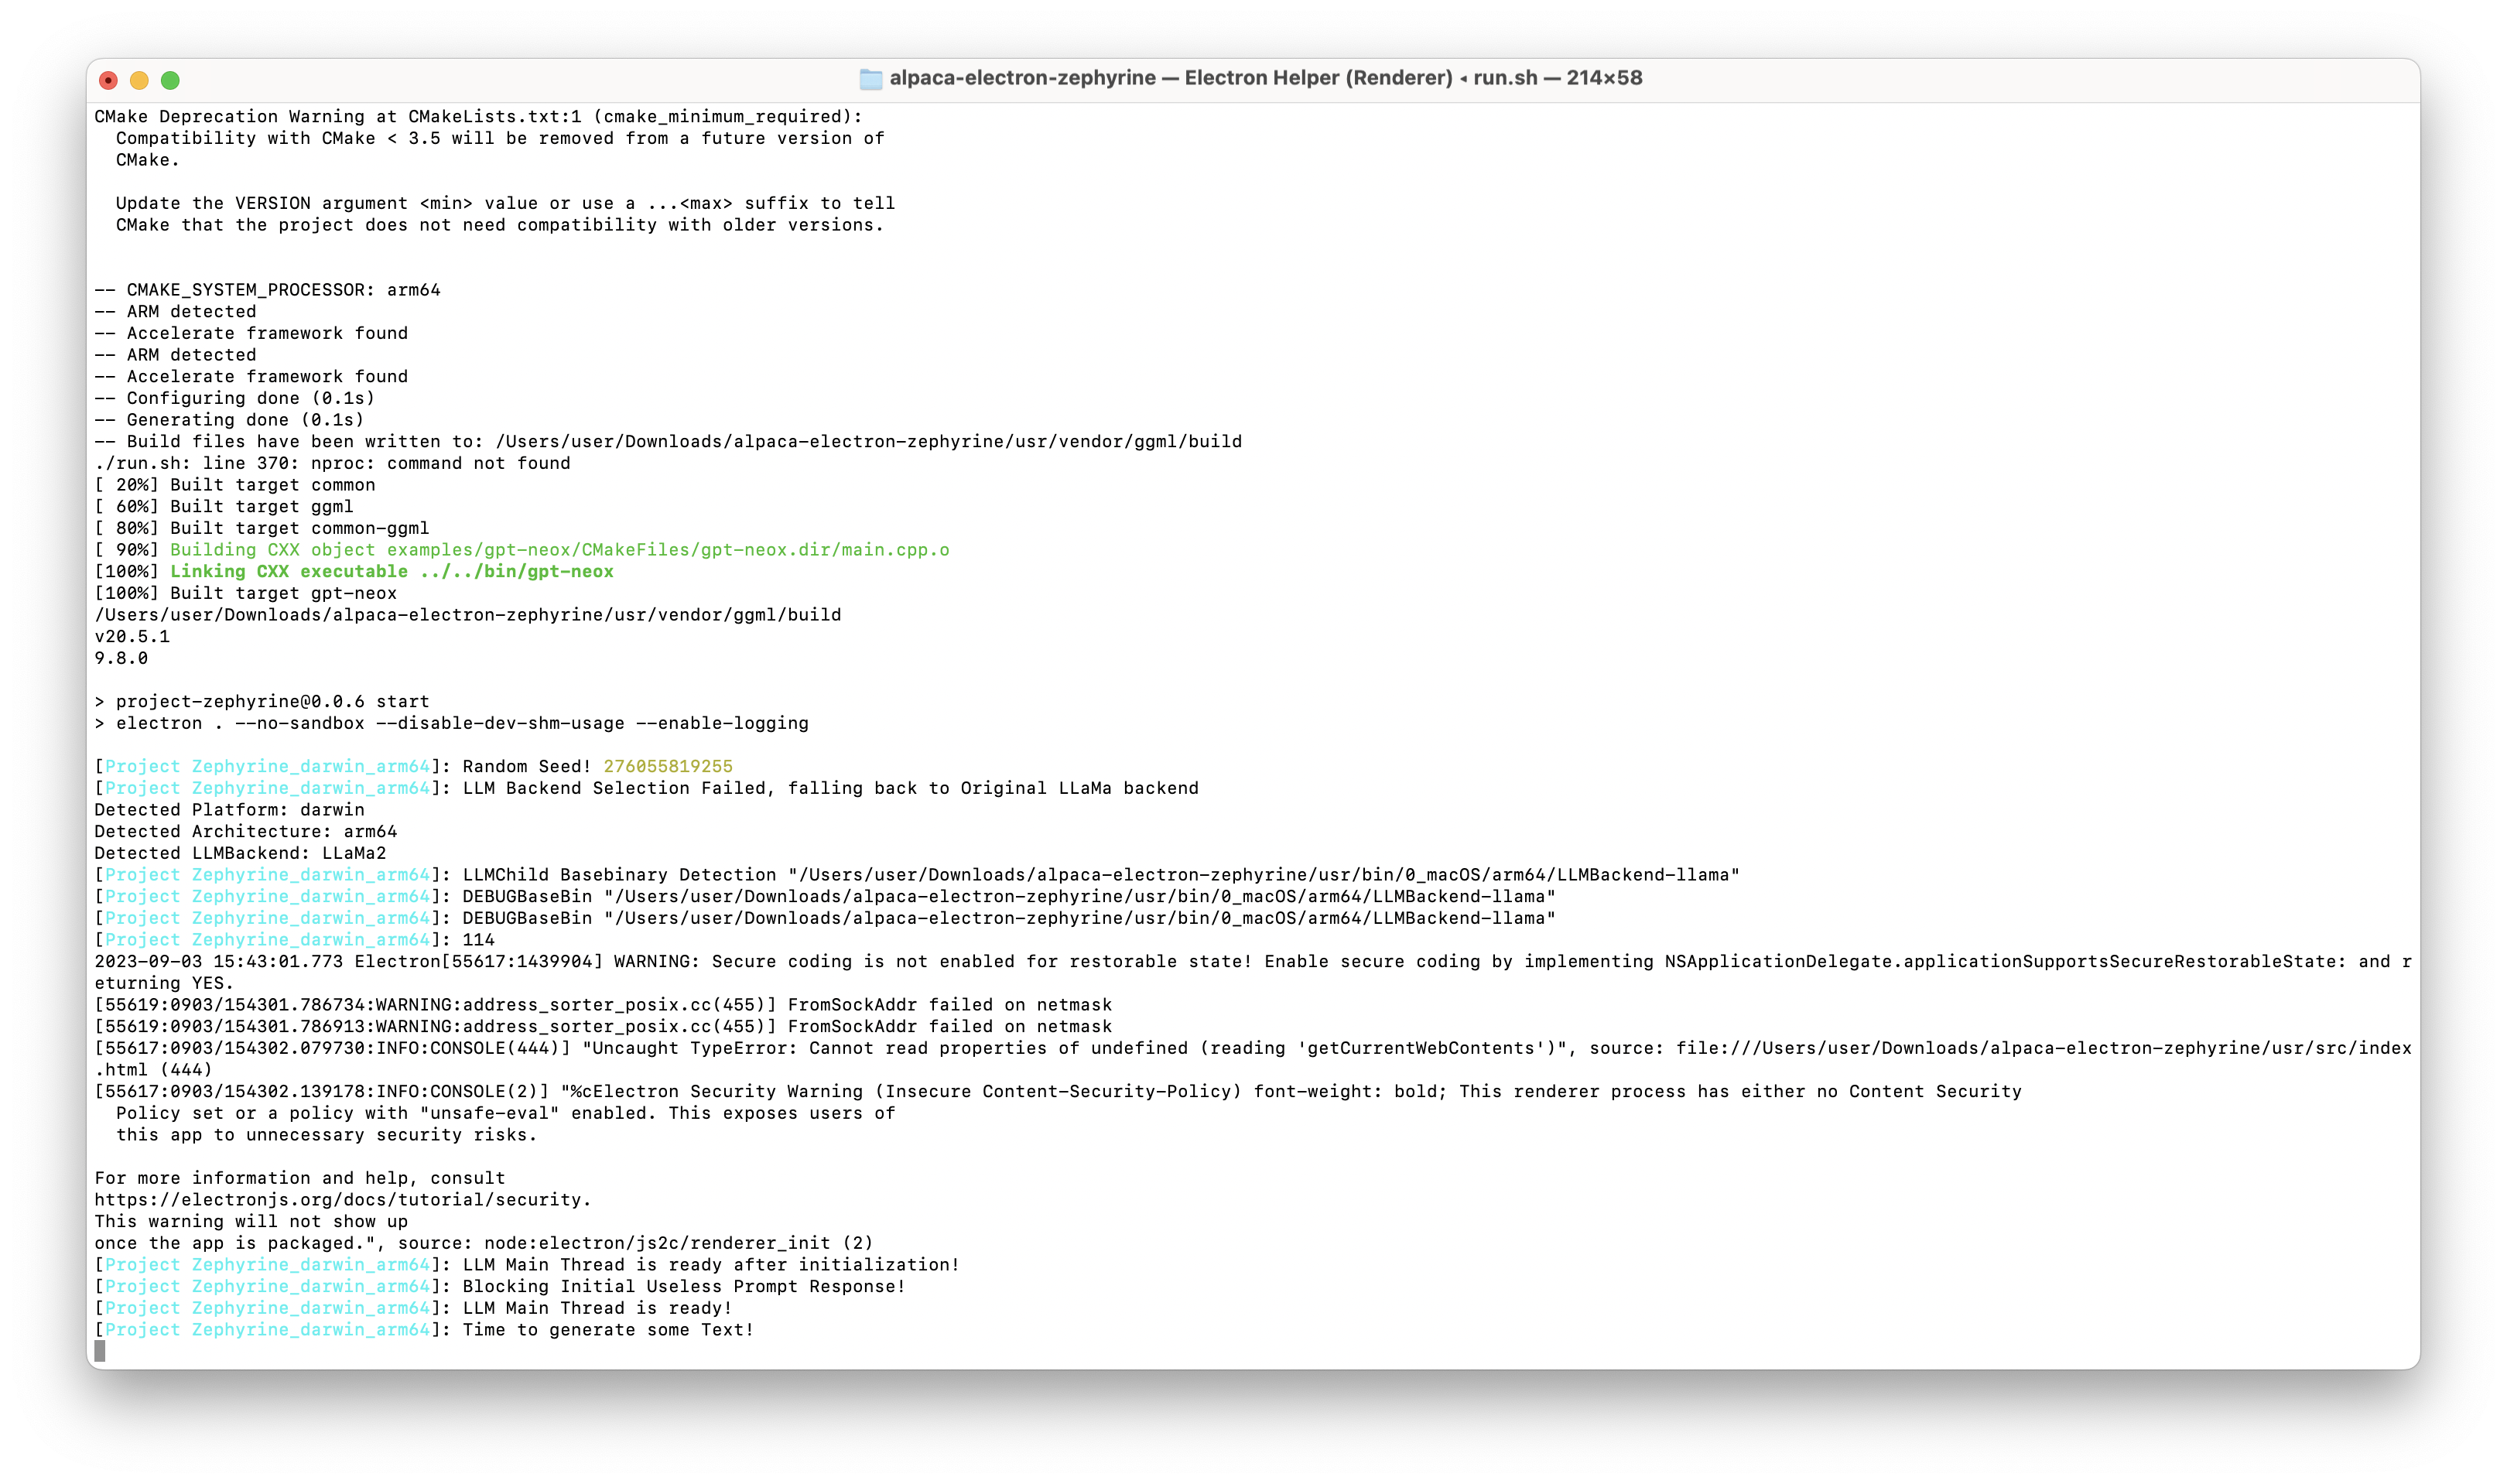 alpaca-electron-zephyrine — Electron Helper (Renderer) ◂ run.sh — 214×58
CMake Deprecation Warning at CMakeLists.txt:1 (cmake_minimum_required):
  Compatibility with CMake < 3.5 will be removed from a future version of
  CMake.

  Update the VERSION argument <min> value or use a ...<max> suffix to tell
  CMake that the project does not need compatibility with older versions.

-- CMAKE_SYSTEM_PROCESSOR: arm64
-- ARM detected
-- Accelerate framework found
-- ARM detected
-- Accelerate framework found
-- Configuring done (0.1s)
-- Generating done (0.1s)
-- Build files have been written to: /Users/user/Downloads/alpaca-electron-zephyrine/usr/vendor/ggml/build
./run.sh: line 370: nproc: command not found
[ 20%] Built target common
[ 60%] Built target ggml
[ 80%] Built target common-ggml
[ 90%] Building CXX object examples/gpt-neox/CMakeFiles/gpt-neox.dir/main.cpp.o
[100%] Linking CXX executable ../../bin/gpt-neox
[100%] Built target gpt-neox
/Users/user/Downloads/alpaca-electron-zephyrine/usr/vendor/ggml/build
v20.5.1
9.8.0

> project-zephyrine@0.0.6 start
> electron . --no-sandbox --disable-dev-shm-usage --enable-logging

[Project Zephyrine_darwin_arm64]: Random Seed! 276055819255
[Project Zephyrine_darwin_arm64]: LLM Backend Selection Failed, falling back to Original LLaMa backend
Detected Platform: darwin
Detected Architecture: arm64
Detected LLMBackend: LLaMa2
[Project Zephyrine_darwin_arm64]: LLMChild Basebinary Detection "/Users/user/Downloads/alpaca-electron-zephyrine/usr/bin/0_macOS/arm64/LLMBackend-llama"
[Project Zephyrine_darwin_arm64]: DEBUGBaseBin "/Users/user/Downloads/alpaca-electron-zephyrine/usr/bin/0_macOS/arm64/LLMBackend-llama"
[Project Zephyrine_darwin_arm64]: DEBUGBaseBin "/Users/user/Downloads/alpaca-electron-zephyrine/usr/bin/0_macOS/arm64/LLMBackend-llama"
[Project Zephyrine_darwin_arm64]: 114
2023-09-03 15:43:01.773 Electron[55617:1439904] WARNING: Secure coding is not enabled for restorable state! Enable secure coding by implementing NSApplicationDelegate.applicationSupportsSecureRestorableState: and r
eturning YES.
[55619:0903/154301.786734:WARNING:address_sorter_posix.cc(455)] FromSockAddr failed on netmask
[55619:0903/154301.786913:WARNING:address_sorter_posix.cc(455)] FromSockAddr failed on netmask
[55617:0903/154302.079730:INFO:CONSOLE(444)] "Uncaught TypeError: Cannot read properties of undefined (reading 'getCurrentWebContents')", source: file:///Users/user/Downloads/alpaca-electron-zephyrine/usr/src/index
.html (444)
[55617:0903/154302.139178:INFO:CONSOLE(2)] "%cElectron Security Warning (Insecure Content-Security-Policy) font-weight: bold; This renderer process has either no Content Security
  Policy set or a policy with "unsafe-eval" enabled. This exposes users of
  this app to unnecessary security risks.

For more information and help, consult
https://electronjs.org/docs/tutorial/security.
This warning will not show up
once the app is packaged.", source: node:electron/js2c/renderer_init (2)
[Project Zephyrine_darwin_arm64]: LLM Main Thread is ready after initialization!
[Project Zephyrine_darwin_arm64]: Blocking Initial Useless Prompt Response!
[Project Zephyrine_darwin_arm64]: LLM Main Thread is ready!
[Project Zephyrine_darwin_arm64]: Time to generate some Text!